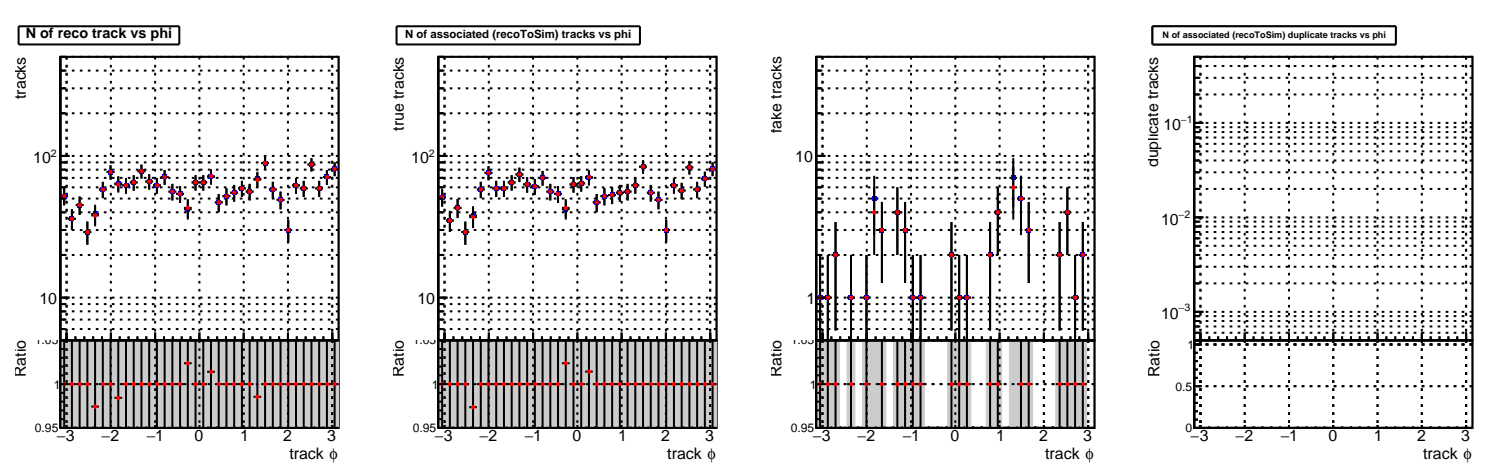 N of reco track vs phi
tracks
10²
10
Ratio
1
0.95
−3 −2 −1 0 1 2 3
track ϕ
N of associated (recoToSim) tracks vs phi
true tracks
10²
10
Ratio
1
0.95
−3 −2 −1 0 1 2 3
track ϕ
fake tracks
10
1
Ratio
1
0.95
−3 −2 −1 0 1 2 3
track ϕ
N of associated (recoToSim) duplicate tracks vs phi
duplicate tracks
10⁻¹
10⁻²
10⁻³
Ratio
1
0.5
0
−3 −2 −1 0 1 2 3
track ϕ